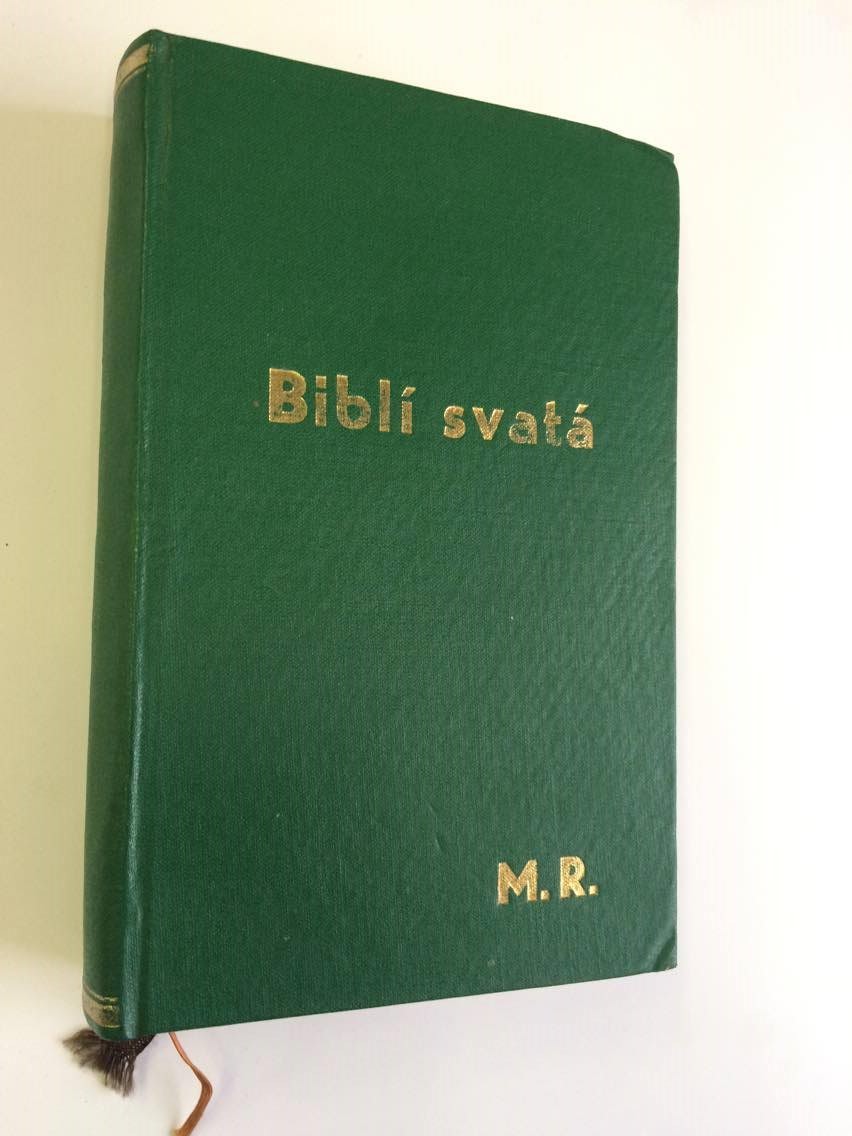 Biblí svatá
M. R.